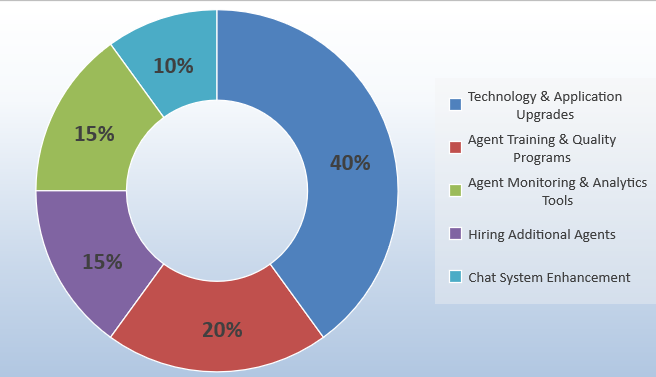 10%
40%
15%
15%
20%
Technology & Application
Upgrades
Agent Training & Quality
Programs
Agent Monitoring & Analytics
Tools
Hiring Additional Agents
Chat System Enhancement